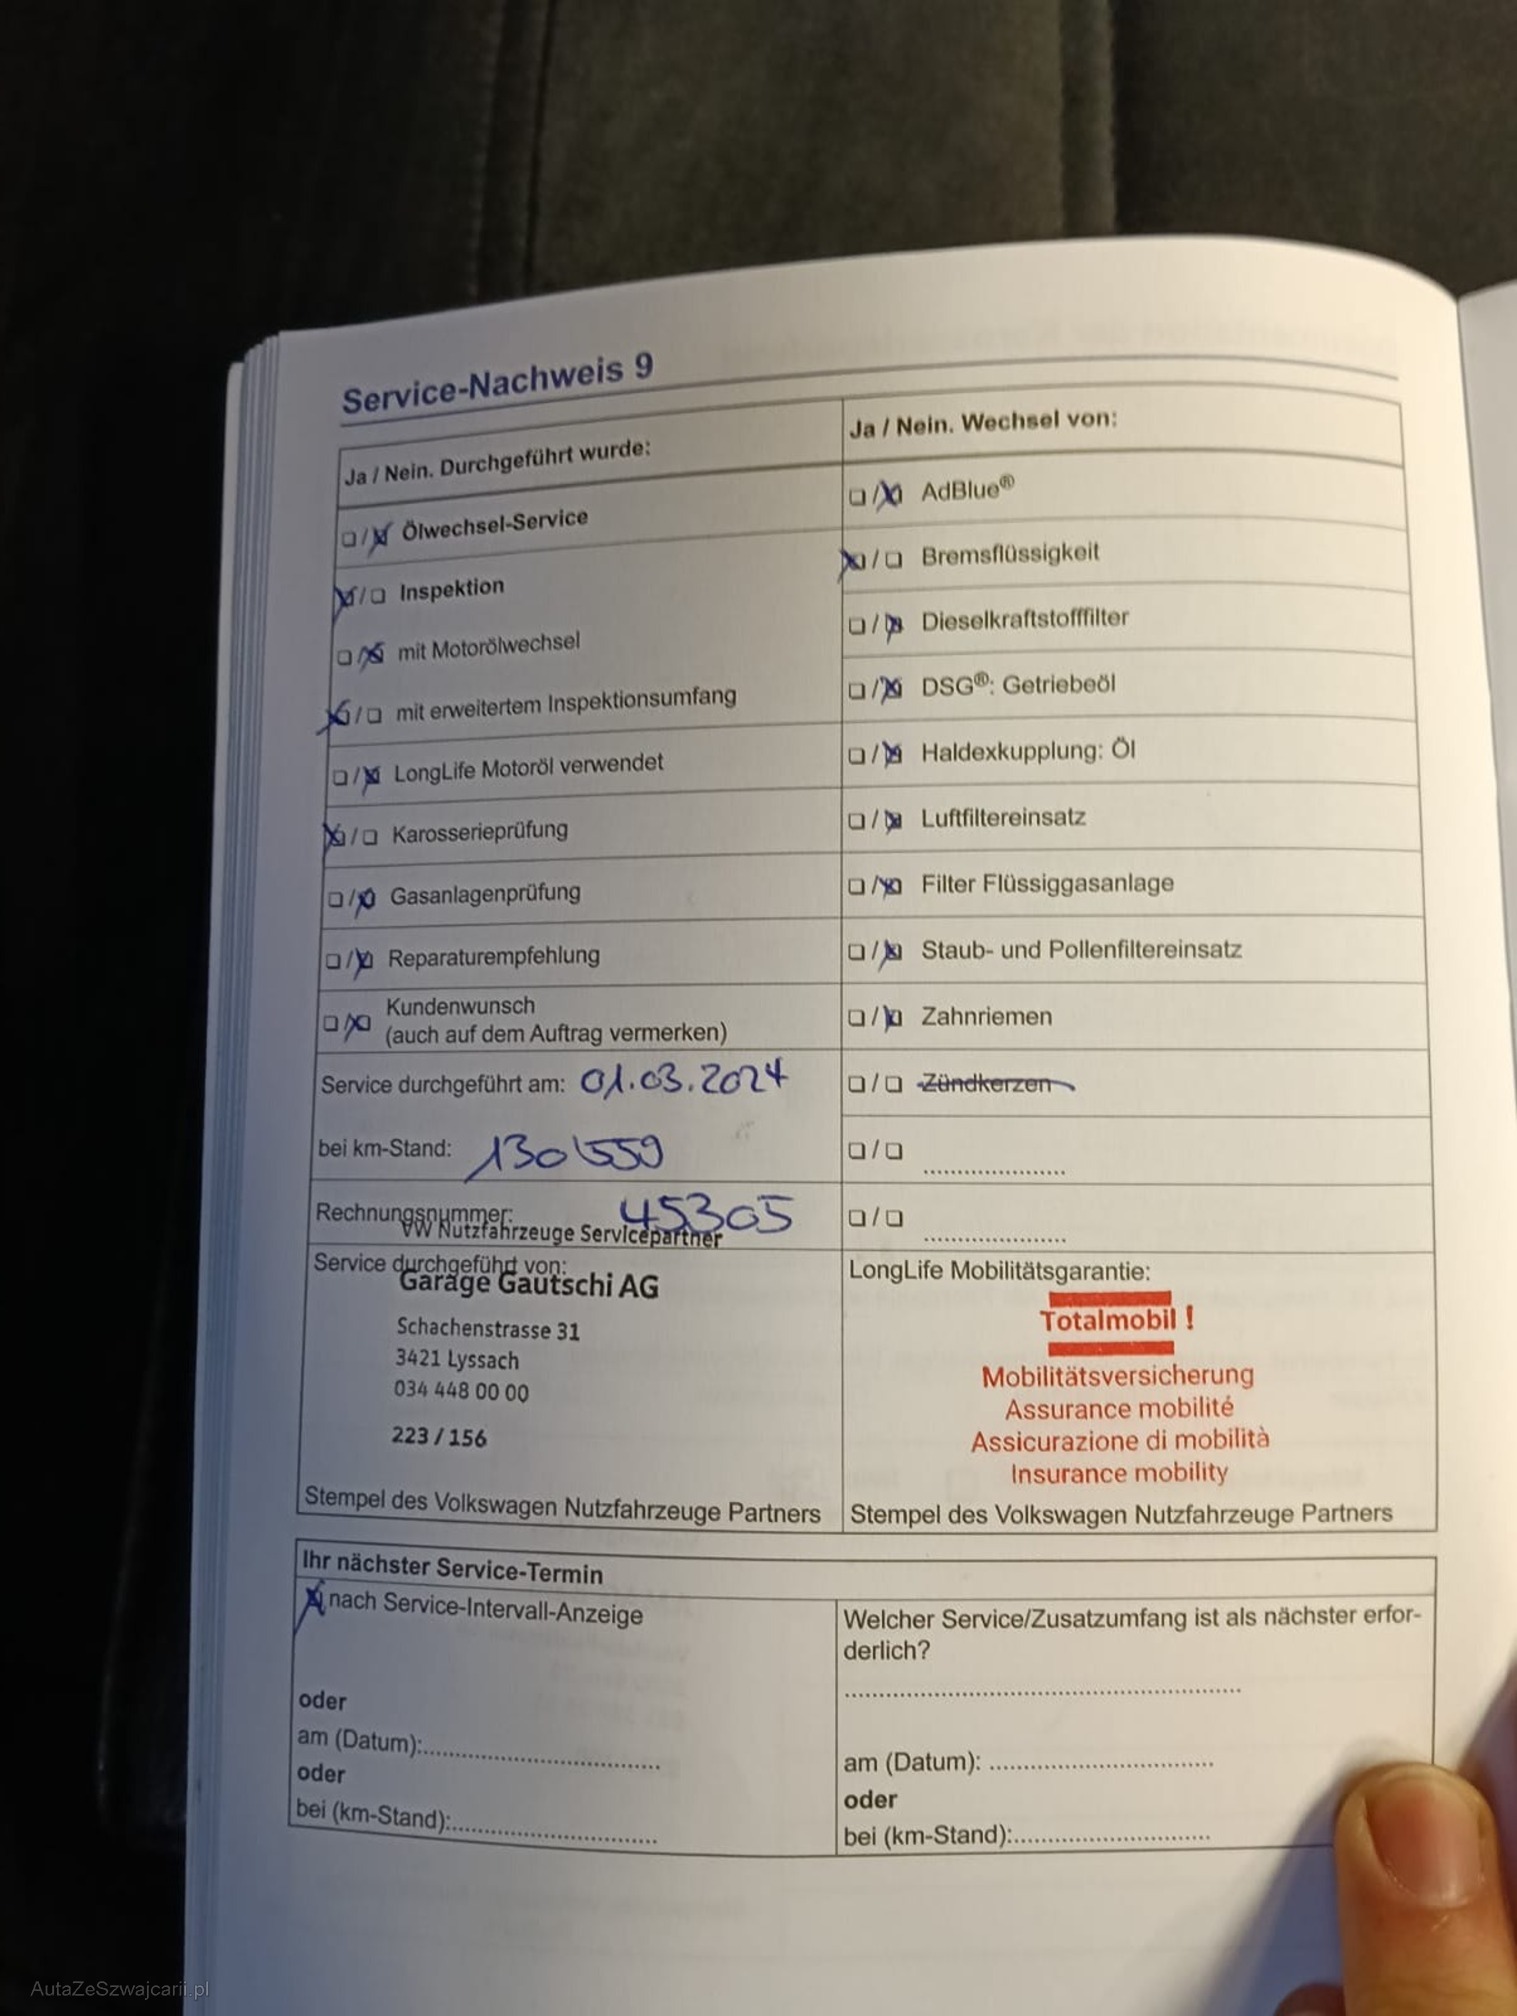 Service-Nachweis 9
Ja / Nein. Durchgeführt wurde:
Ölwechsel-Service
Inspektion
mit Motorölwechsel
mit erweitertem Inspektionsumfang
LongLife Motoröl verwendet
Karosserieprüfung
Gasanlagenprüfung
Reparaturempfehlung
Kundenwunsch
(auch auf dem Auftrag vermerken)
Service durchgeführt am: 01.03.2024
bei km-Stand: 130559
Rechnungsnummer: 45305
VW Nutzfahrzeuge Servicepartner
Service durchgeführt von:
Garage Gautschi AG
Schachenstrasse 31
3421 Lyssach
034 448 00 00
223 / 156
Stempel des Volkswagen Nutzfahrzeuge Partners
Ja / Nein. Wechsel von:
AdBlue®
Bremsflüssigkeit
Dieselkraftstofffilter
DSG®: Getriebeöl
Haldexkupplung: Öl
Luftfiltereinsatz
Filter Flüssiggasanlage
Staub- und Pollenfiltereinsatz
Zahnriemen
Zündkerzen
LongLife Mobilitätsgarantie:
Totalmobil !
Mobilitätsversicherung
Assurance mobilité
Assicurazione di mobilità
Insurance mobility
Stempel des Volkswagen Nutzfahrzeuge Partners
Ihr nächster Service-Termin
nach Service-Intervall-Anzeige
oder
am (Datum):
oder
bei (km-Stand):
Welcher Service/Zusatzumfang ist als nächster erfor-
derlich?
am (Datum):
oder
bei (km-Stand):
AutaZeSzwajcarii.pl